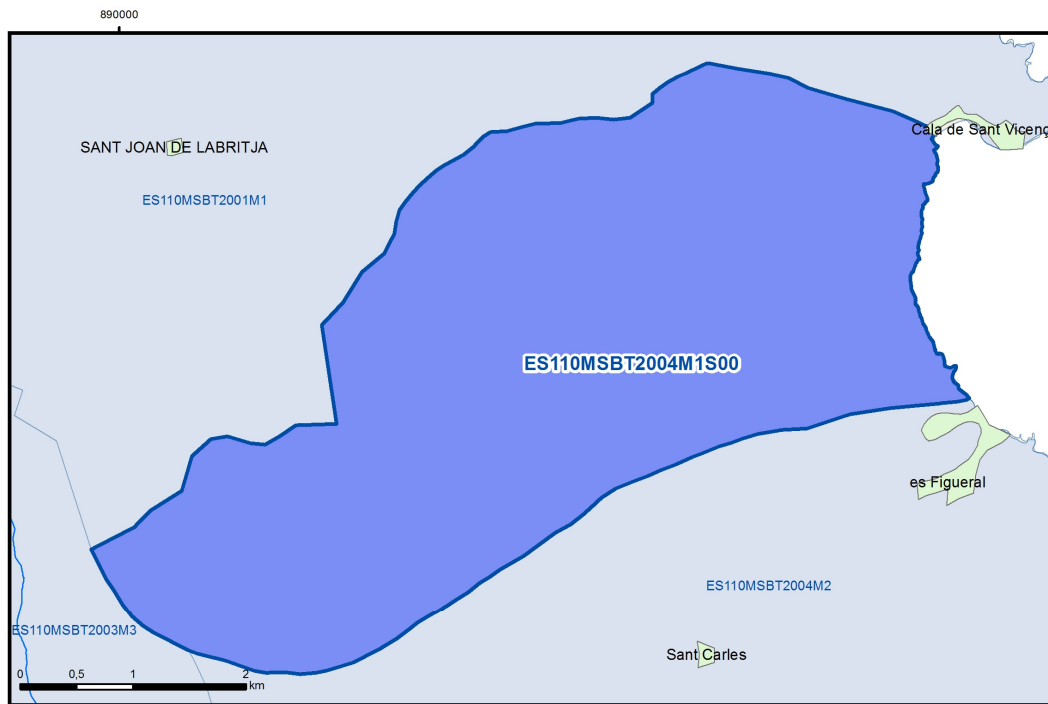 890000
Cala de Sant Vicenç
SANT JOAN DE LABRITJA
ES110MSBT2001M1
ES110MSBT2004M1S00
es Figueral
ES110MSBT2004M2
ES110MSBT2003M3
Sant Carles
0 0,5 1 2
km